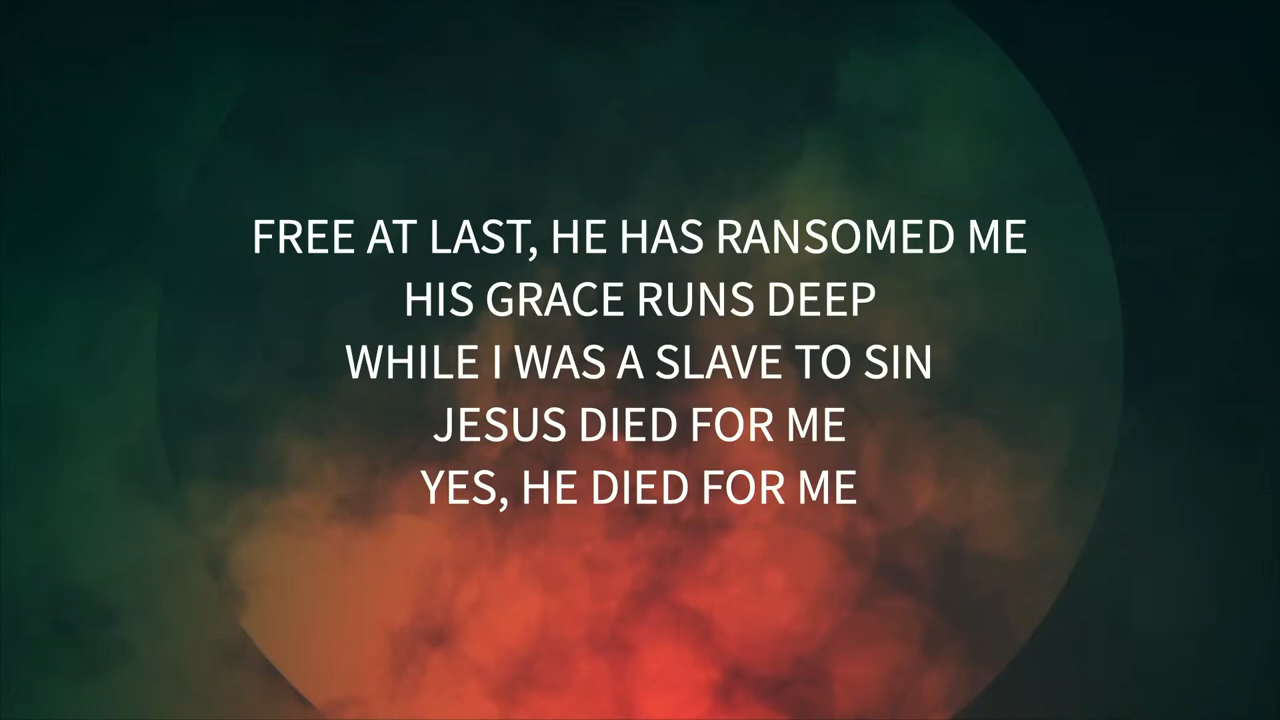 FREE AT LAST, HE HAS RANSOMED ME
HIS GRACE RUNS DEEP
WHILE I WAS A SLAVE TO SIN
JESUS DIED FOR ME
YES, HE DIED FOR ME